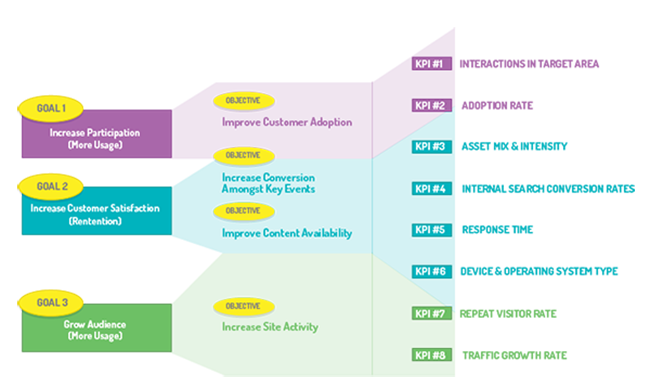 GOAL 1
Increase Participation
(More Usage)
OBJECTIVE
Improve Customer Adoption
KPI #1 INTERACTIONS IN TARGET AREA
KPI #2 ADOPTION RATE
GOAL 2
Increase Customer Satisfaction
(Rentention)
OBJECTIVE
Increase Conversion
Amongst Key Events
OBJECTIVE
Improve Content Availability
KPI #3 ASSET MIX & INTENSITY
KPI #4 INTERNAL SEARCH CONVERSION RATES
KPI #5 RESPONSE TIME
KPI #6 DEVICE & OPERATING SYSTEM TYPE
GOAL 3
Grow Audience
(More Usage)
OBJECTIVE
Increase Site Activity
KPI #7 REPEAT VISITOR RATE
KPI #8 TRAFFIC GROWTH RATE